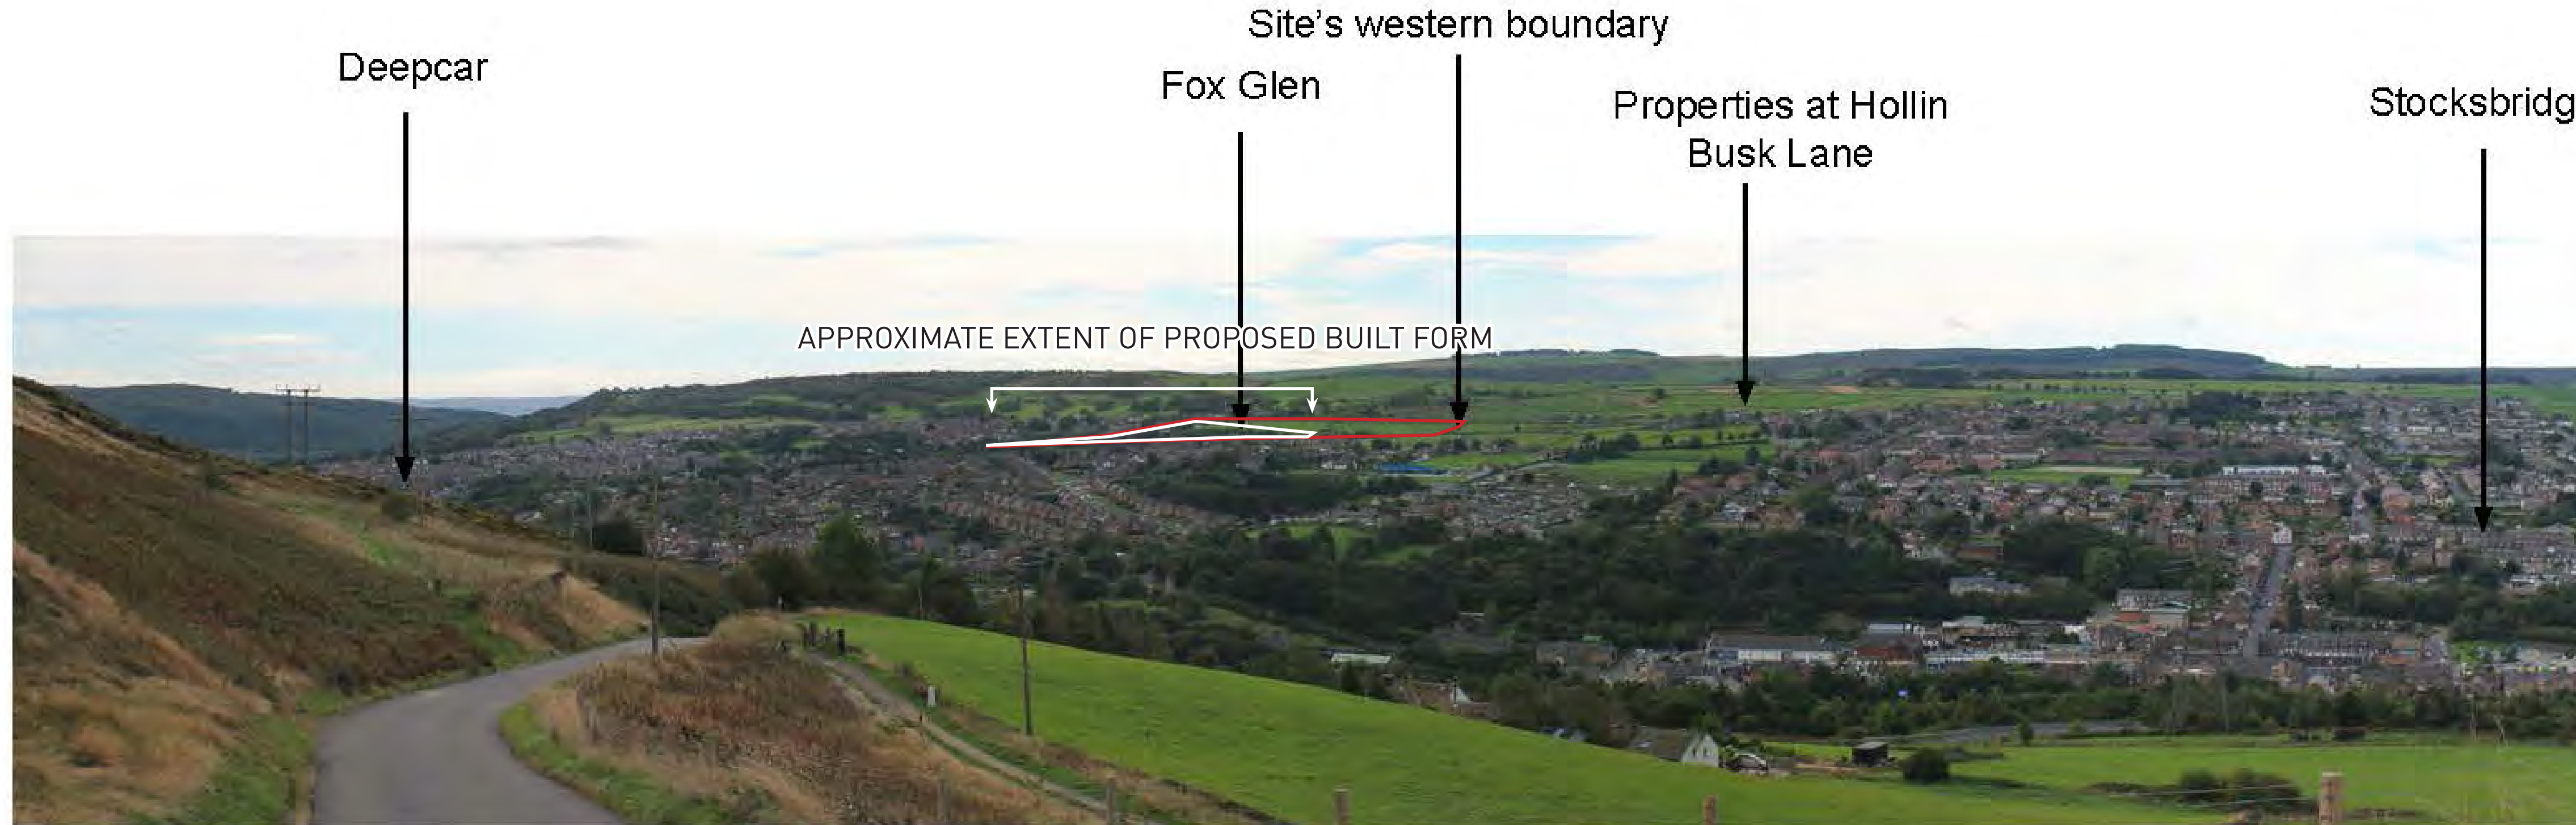 Site's western boundary
Deepcar
Fox Glen
Properties at Hollin
Busk Lane
Stocksbridg
APPROXIMATE EXTENT OF PROPOSED BUILT FORM